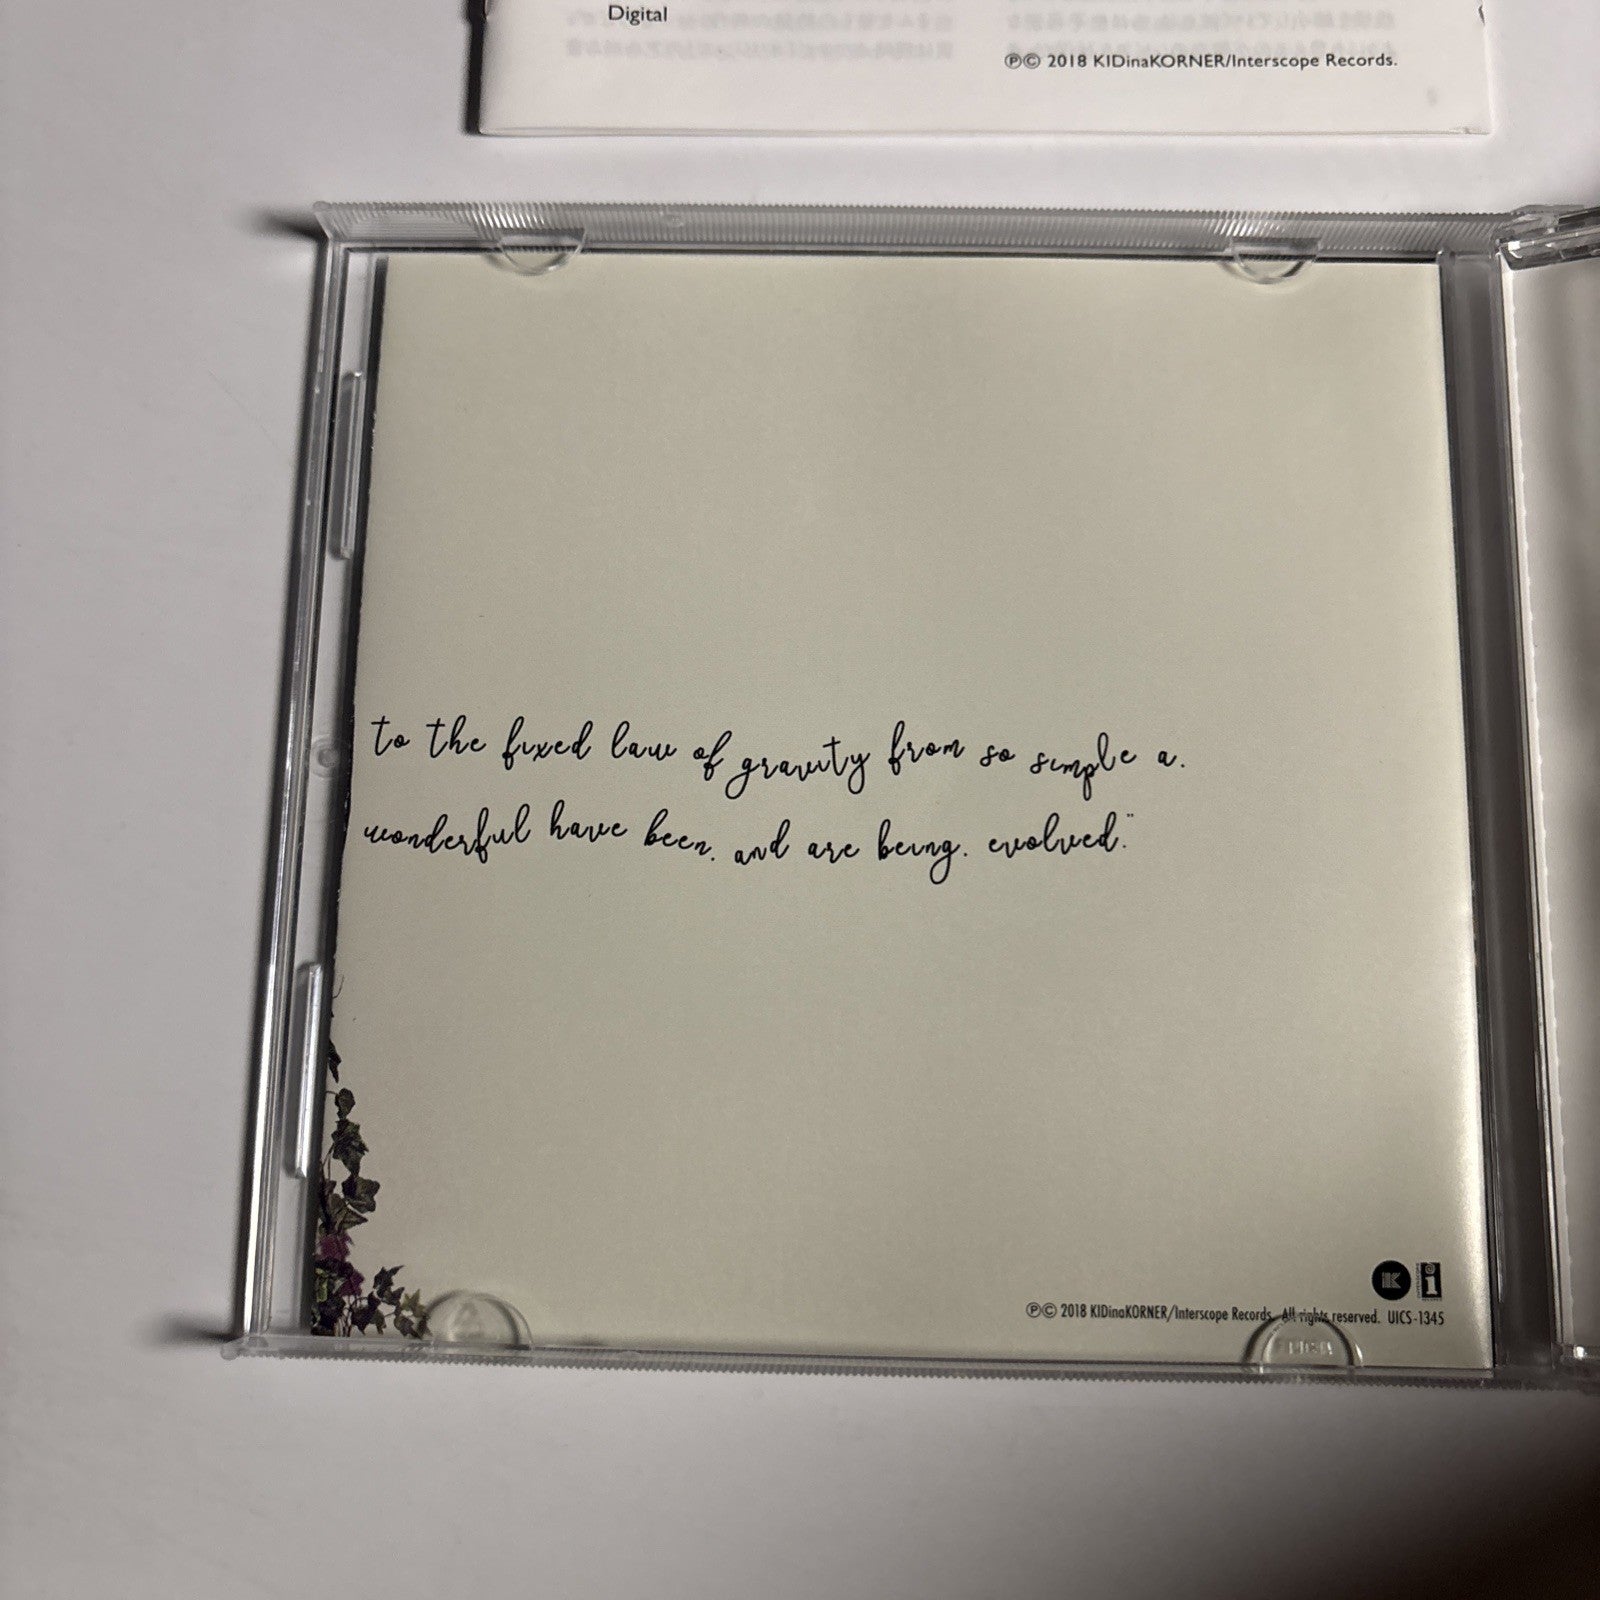 Digital
℗© 2018 KIDinaKORNER/Interscope Records.
to the fixed law of gravity from so simple a.
wonderful have been, and are being, evolved."
℗© 2018 KIDinaKORNER/Interscope Records. All rights reserved. UICS-1345